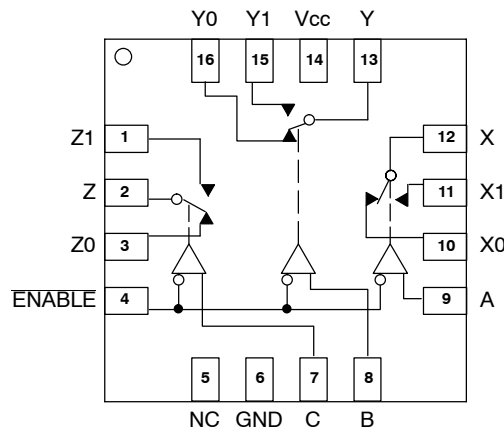 Y0 Y1 Vcc Y
16 15 14 13
Z1 1 12 X
Z 2 11 X1
Z0 3 10 X0
ENABLE 4 9 A
5 6 7 8
NC GND C B